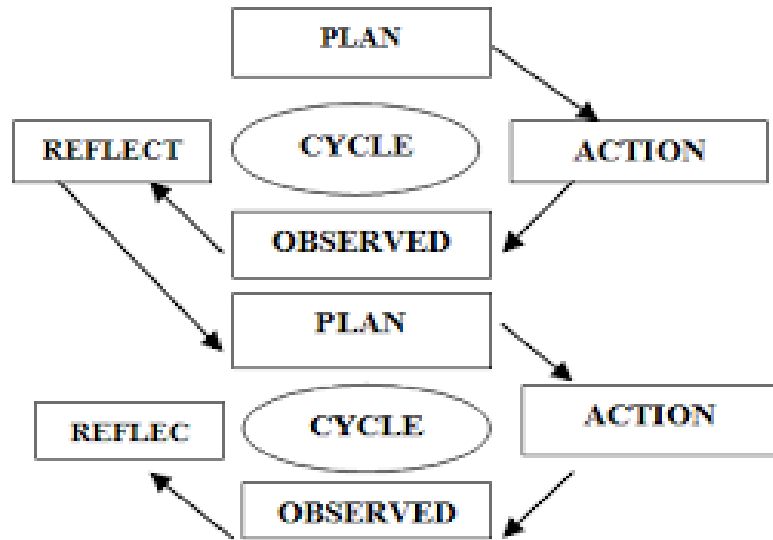 PLAN
REFLECT
CYCLE
ACTION
OBSERVED
PLAN
REFLEC
CYCLE
ACTION
OBSERVED